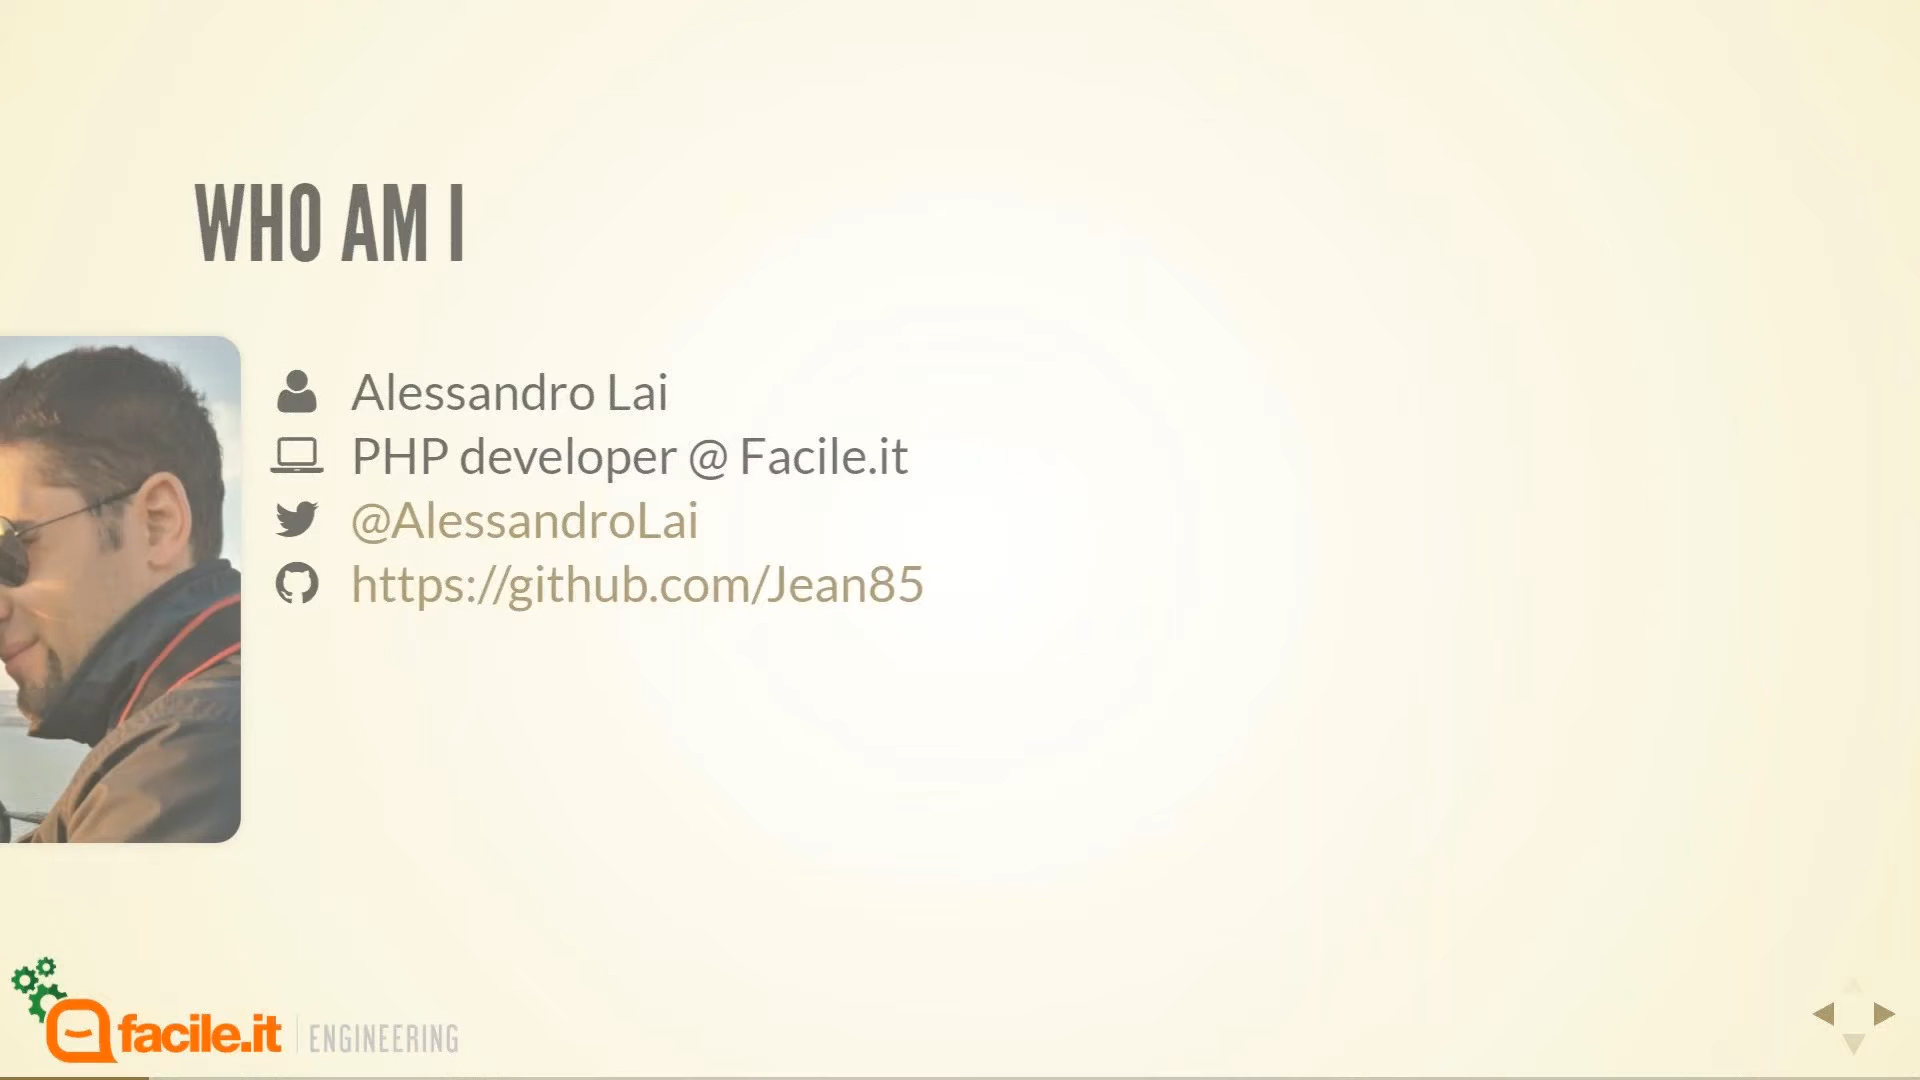 WHO AM I
Alessandro Lai
PHP developer @ Facile.it
@AlessandroLai
https://github.com/Jean85
facile.it | ENGINEERING